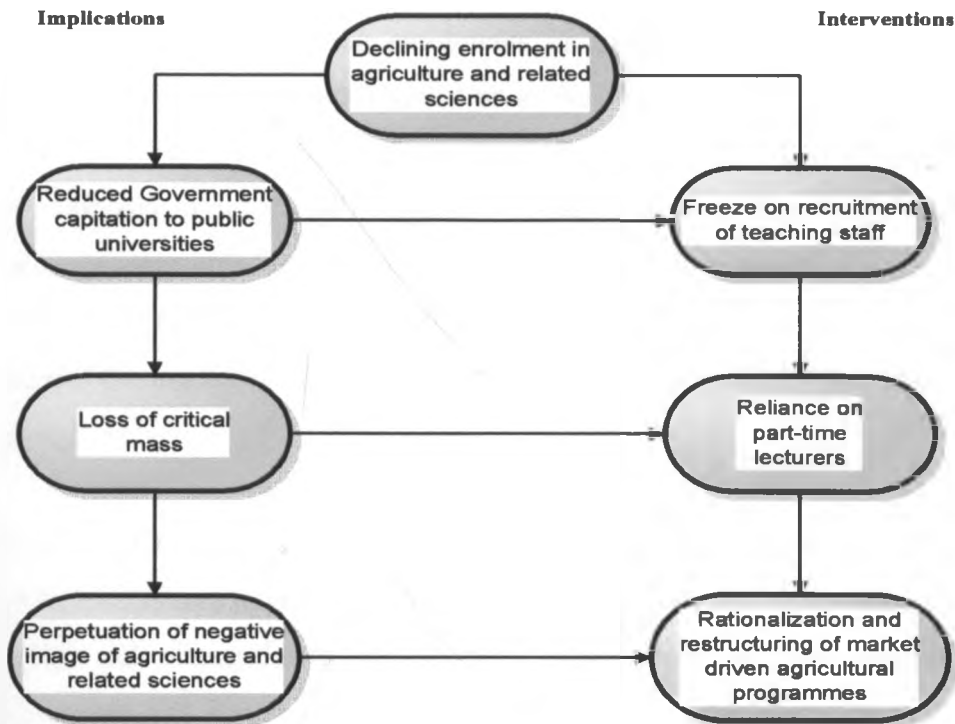 Implications
Interventions
Declining enrolment in
agriculture and related
sciences
Reduced Government
capitation to public
universities
Freeze on recruitment
of teaching staff
Loss of critical
mass
Reliance on
part-time
lecturers
Perpetuation of negative
image of agriculture and
related sciences
Rationalization and
restructuring of market
driven agricultural
programmes